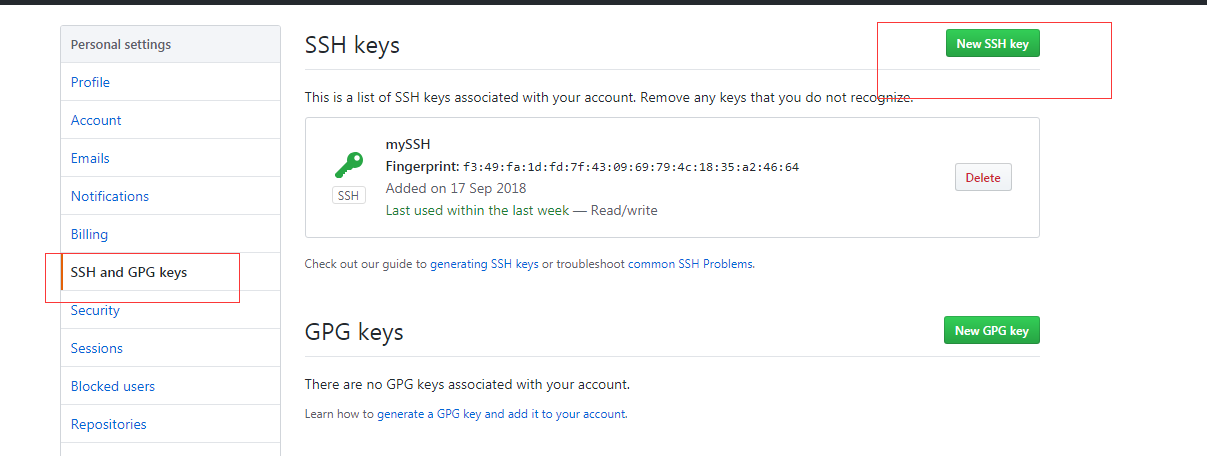 Personal settings
Profile
Account
Emails
Notifications
Billing
SSH and GPG keys
Security
Sessions
Blocked users
Repositories
SSH keys
New SSH key
This is a list of SSH keys associated with your account. Remove any keys that you do not recognize.
mySSH
Fingerprint: f3:49:fa:1d:fd:7f:43:09:69:79:4c:18:35:a2:46:64
Added on 17 Sep 2018
Last used within the last week — Read/write
SSH
Delete
Check out our guide to generating SSH keys or troubleshoot common SSH Problems.
GPG keys
New GPG key
There are no GPG keys associated with your account.
Learn how to generate a GPG key and add it to your account.